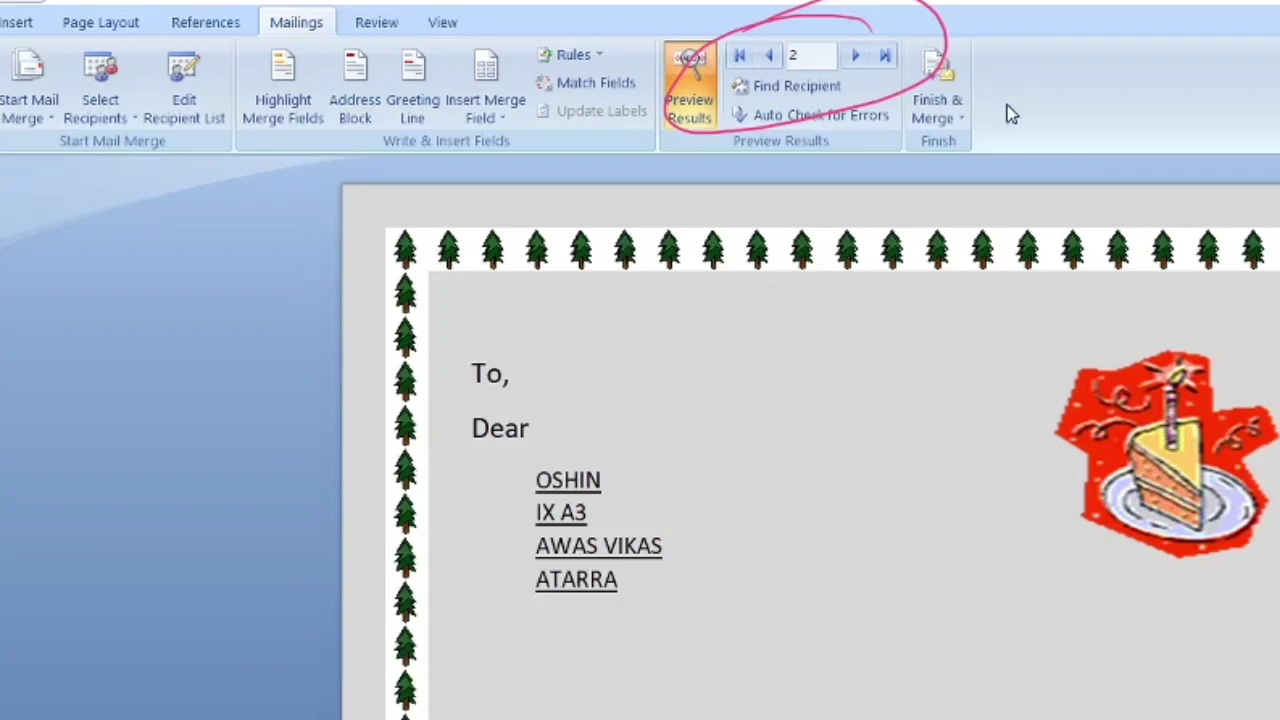 Insert Page Layout References Mailings Review View
Start Mail Merge
Select Recipients
Edit Recipient List
Start Mail Merge
Highlight Merge Fields
Address Block
Greeting Line
Insert Merge Field
Rules
Match Fields
Update Labels
Write & Insert Fields
Preview Results
2
Find Recipient
Auto Check for Errors
Preview Results
Finish & Merge
Finish
To,
Dear
OSHIN
IX A3
AWAS VIKAS
ATARRA